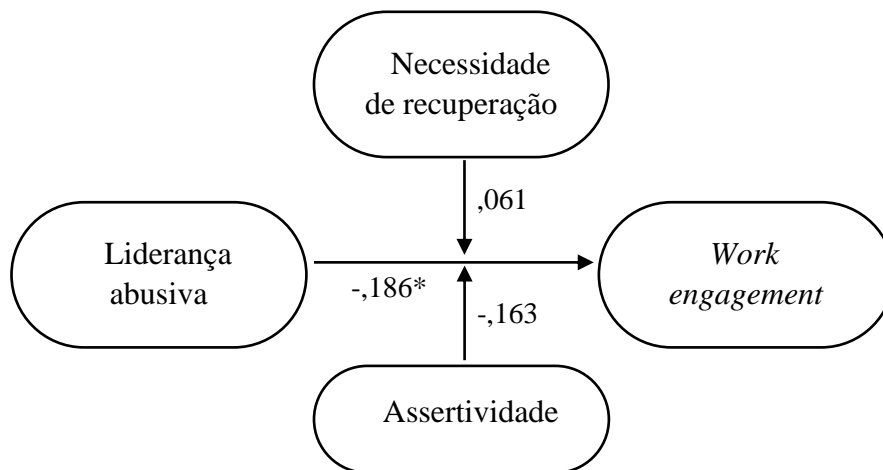 Necessidade
de recuperação
,061
Liderança
abusiva
-,186*
Work
engagement
-,163
Assertividade